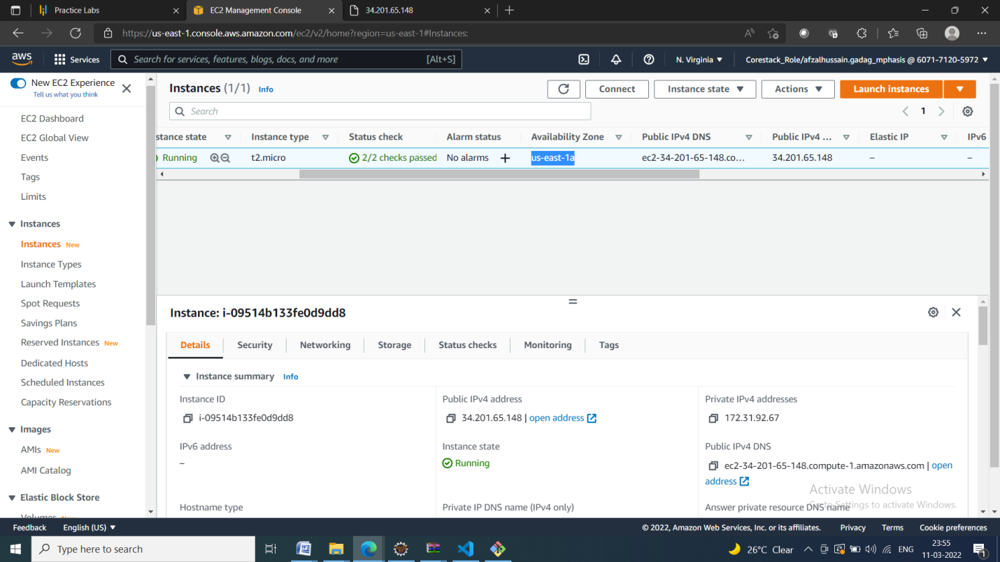 Practice Labs
EC2 Management Console
34.201.65.148
https://us-east-1.console.aws.amazon.com/ec2/v2/home?region=us-east-1#Instances:
aws
Services
Search for services, features, blogs, docs, and more [Alt+S]
N. Virginia
Corestack_Role/afzalhussain.gadag_mphasis @ 6071-7120-5972
New EC2 Experience
Tell us what you think
EC2 Dashboard
EC2 Global View
Events
Tags
Limits
Instances
Instances New
Instance Types
Launch Templates
Spot Requests
Savings Plans
Reserved Instances New
Dedicated Hosts
Scheduled Instances
Capacity Reservations
Images
AMIs New
AMI Catalog
Elastic Block Store
Volumes New
Instances (1/1) Info
Connect
Instance state
Actions
Launch instances
Search
1
stance state Instance type Status check Alarm status Availability Zone Public IPv4 DNS Public IPv4 ... Elastic IP IPv6
Running t2.micro 2/2 checks passed No alarms + us-east-1a ec2-34-201-65-148.co... 34.201.65.148 – –
Instance: i-09514b133fe0d9dd8
Details Security Networking Storage Status checks Monitoring Tags
Instance summary Info
Instance ID
i-09514b133fe0d9dd8
Public IPv4 address
34.201.65.148 | open address
Private IPv4 addresses
172.31.92.67
IPv6 address
–
Instance state
Running
Public IPv4 DNS
ec2-34-201-65-148.compute-1.amazonaws.com | open
address
Hostname type
Private IP DNS name (IPv4 only)
Answer private resource DNS name
Activate Windows
Go to Settings to activate Windows.
Feedback English (US)
© 2022, Amazon Web Services, Inc. or its affiliates. Privacy Terms Cookie preferences
Type here to search
26°C Clear
ENG
23:55
11-03-2022
1